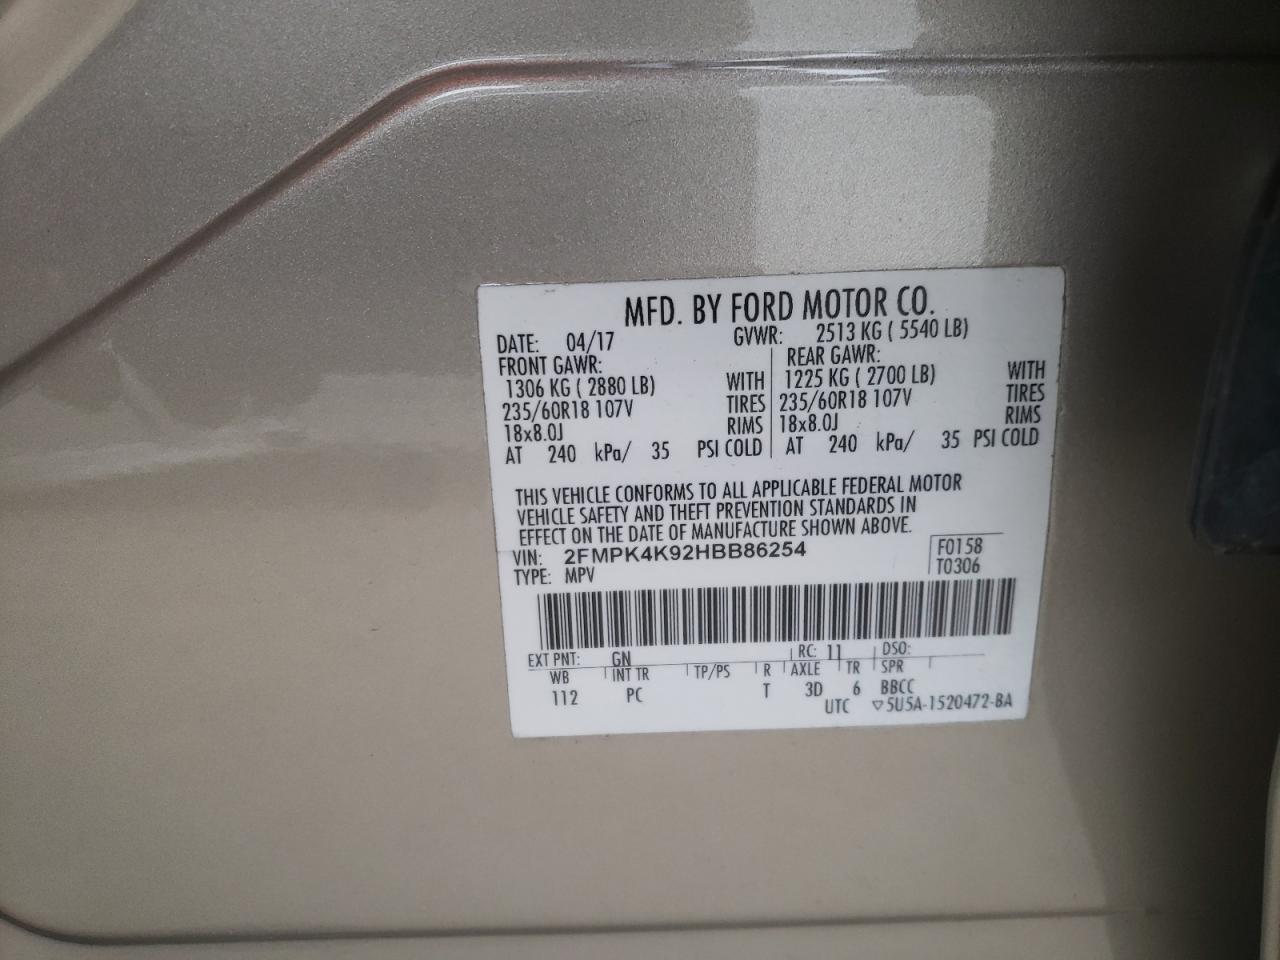 MFD. BY FORD MOTOR CO.
DATE: 04/17 GVWR: 2513 KG ( 5540 LB)
FRONT GAWR: REAR GAWR:
1306 KG ( 2880 LB) WITH 1225 KG ( 2700 LB) WITH
235/60R18 107V TIRES 235/60R18 107V TIRES
18x8.0J RIMS 18x8.0J RIMS
AT 240 kPa/ 35 PSI COLD AT 240 kPa/ 35 PSI COLD
THIS VEHICLE CONFORMS TO ALL APPLICABLE FEDERAL MOTOR
VEHICLE SAFETY AND THEFT PREVENTION STANDARDS IN
EFFECT ON THE DATE OF MANUFACTURE SHOWN ABOVE.
VIN: 2FMPK4K92HBB86254 F0158
TYPE: MPV T0306
EXT PNT: GN RC: 11 DSO:
WB INT TR TP/PS R AXLE TR SPR
112 PC T 3D 6 BBCC
UTC ▽5U5A-1520472-BA